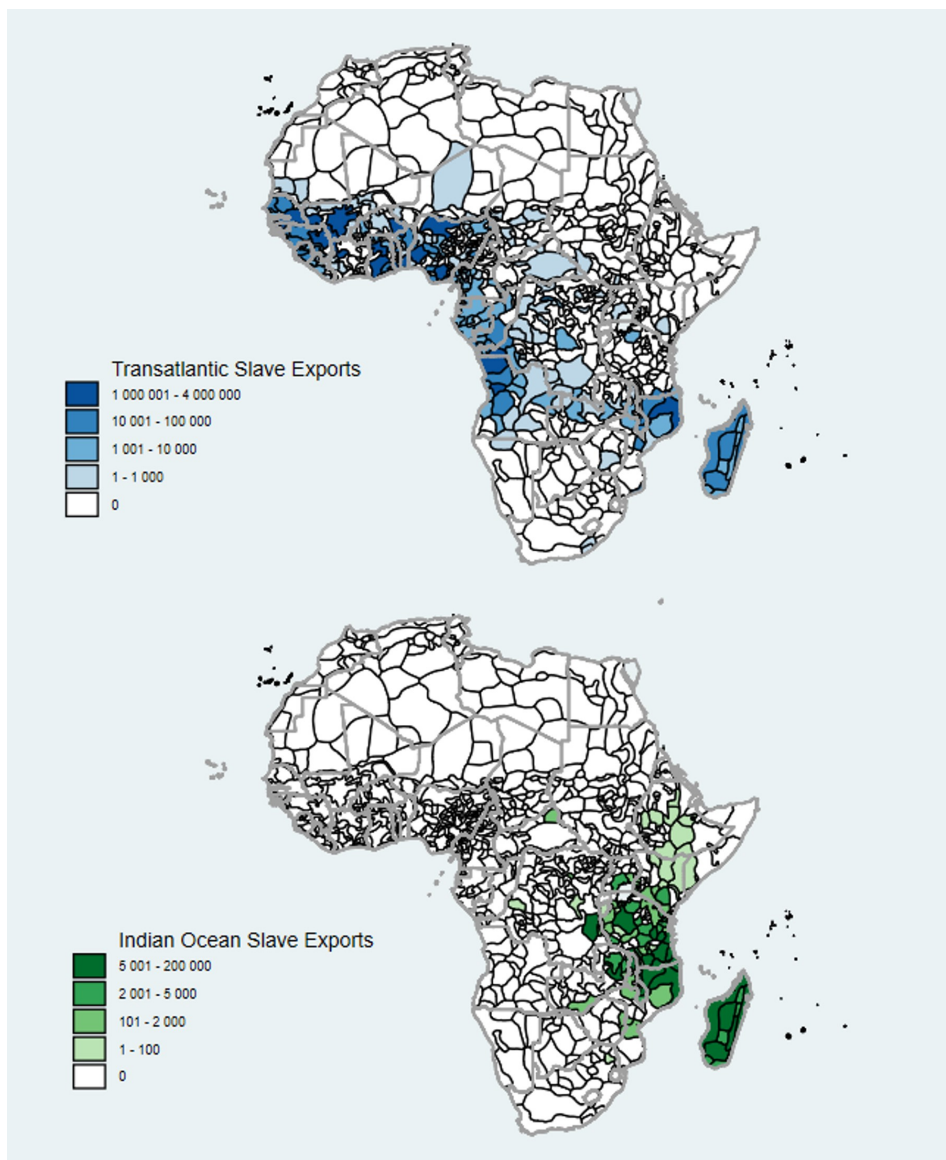 Transatlantic Slave Exports
1 000 001 - 4 000 000
10 001 - 100 000
1 001 - 10 000
1 - 1 000
0
Indian Ocean Slave Exports
5 001 - 200 000
2 001 - 5 000
101 - 2 000
1 - 100
0